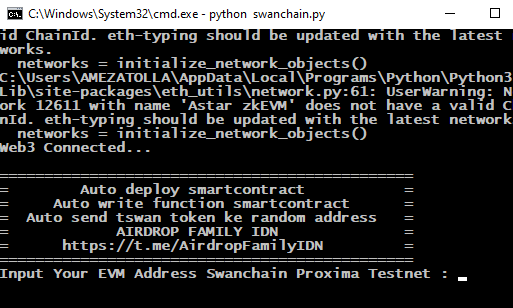 C:\Windows\System32\cmd.exe - python  swanchain.py
id ChainId. eth-typing should be updated with the latest
works.
  networks = initialize_network_objects()
C:\Users\AMEZATOLLA\AppData\Local\Programs\Python\Python3
Lib\site-packages\eth_utils\network.py:61: UserWarning: N
ork 12611 with name 'Astar zkEVM' does not have a valid C
nId. eth-typing should be updated with the latest network
  networks = initialize_network_objects()
Web3 Connected...
==============================================
=        Auto deploy smartcontract           =
=     Auto write function smartcontract      =
=  Auto send tswan token ke random address   =
=            AIRDROP FAMILY IDN              =
=      https://t.me/AirdropFamilyIDN         =
==============================================
Input Your EVM Address Swanchain Proxima Testnet : _